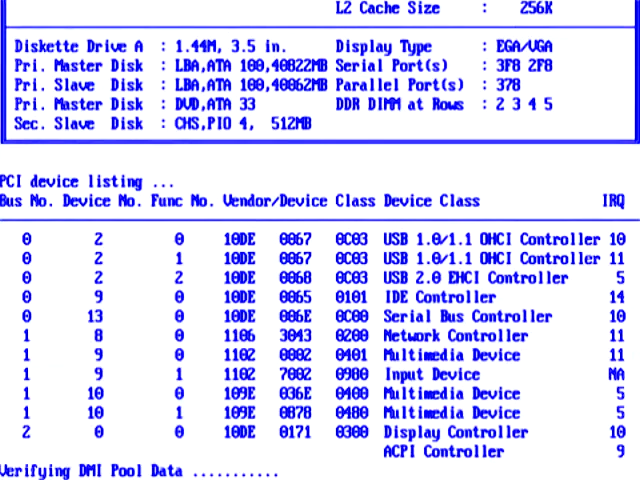 L2 Cache Size : 256K
Diskette Drive A : 1.44M, 3.5 in. Display Type : EGA/VGA
Pri. Master Disk : LBA,ATA 100,40822MB Serial Port(s) : 3F8 2F8
Pri. Slave Disk : LBA,ATA 100,40062MB Parallel Port(s) : 378
Pri. Master Disk : DVD,ATA 33 DDR DIMM at Rows : 2 3 4 5
Sec. Slave Disk : CHS,PIO 4, 512MB
PCI device listing ...
Bus No. Device No. Func No. Vendor/Device Class Device Class IRQ
0 2 0 10DE 0067 0C03 USB 1.0/1.1 OHCI Controller 10
0 2 1 10DE 0067 0C03 USB 1.0/1.1 OHCI Controller 11
0 2 2 10DE 0068 0C03 USB 2.0 EHCI Controller 5
0 9 0 10DE 0065 0101 IDE Controller 14
0 13 0 10DE 006E 0C00 Serial Bus Controller 10
1 8 0 1106 3043 0200 Network Controller 11
1 9 0 1102 0002 0401 Multimedia Device 11
1 9 1 1102 7002 0980 Input Device NA
1 10 0 109E 036E 0400 Multimedia Device 5
1 10 1 109E 0878 0480 Multimedia Device 5
2 0 0 10DE 0171 0300 Display Controller 10
ACPI Controller 9
Verifying DMI Pool Data ...........